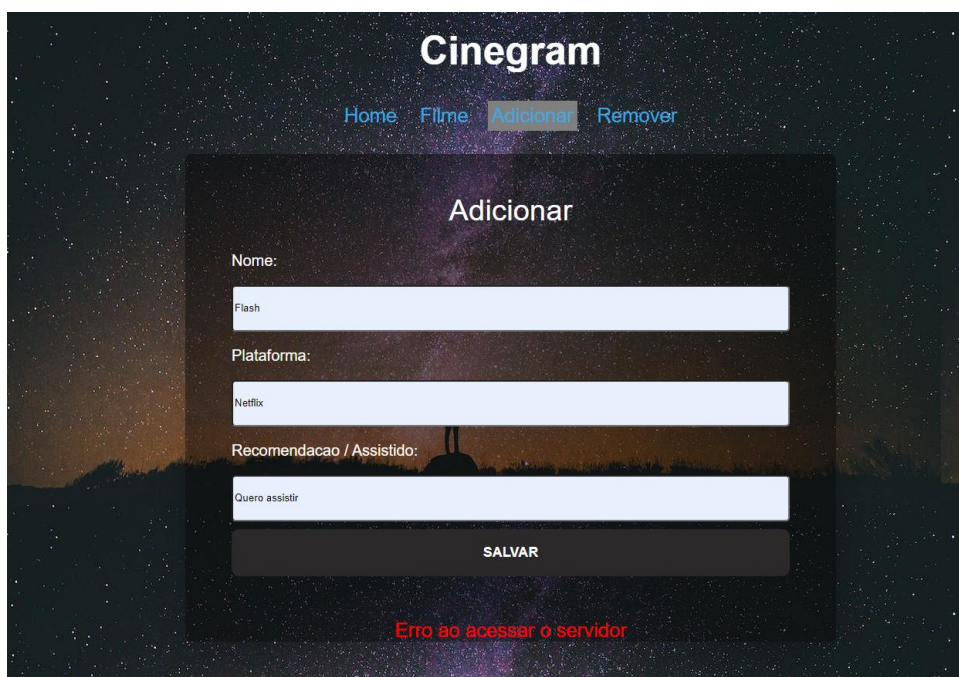 Cinegram
Home Filme Adicionar Remover
Adicionar
Nome:
Flash
Plataforma:
Netflix
Recomendacao / Assistido:
Quero assistir
SALVAR
Erro ao acessar o servidor